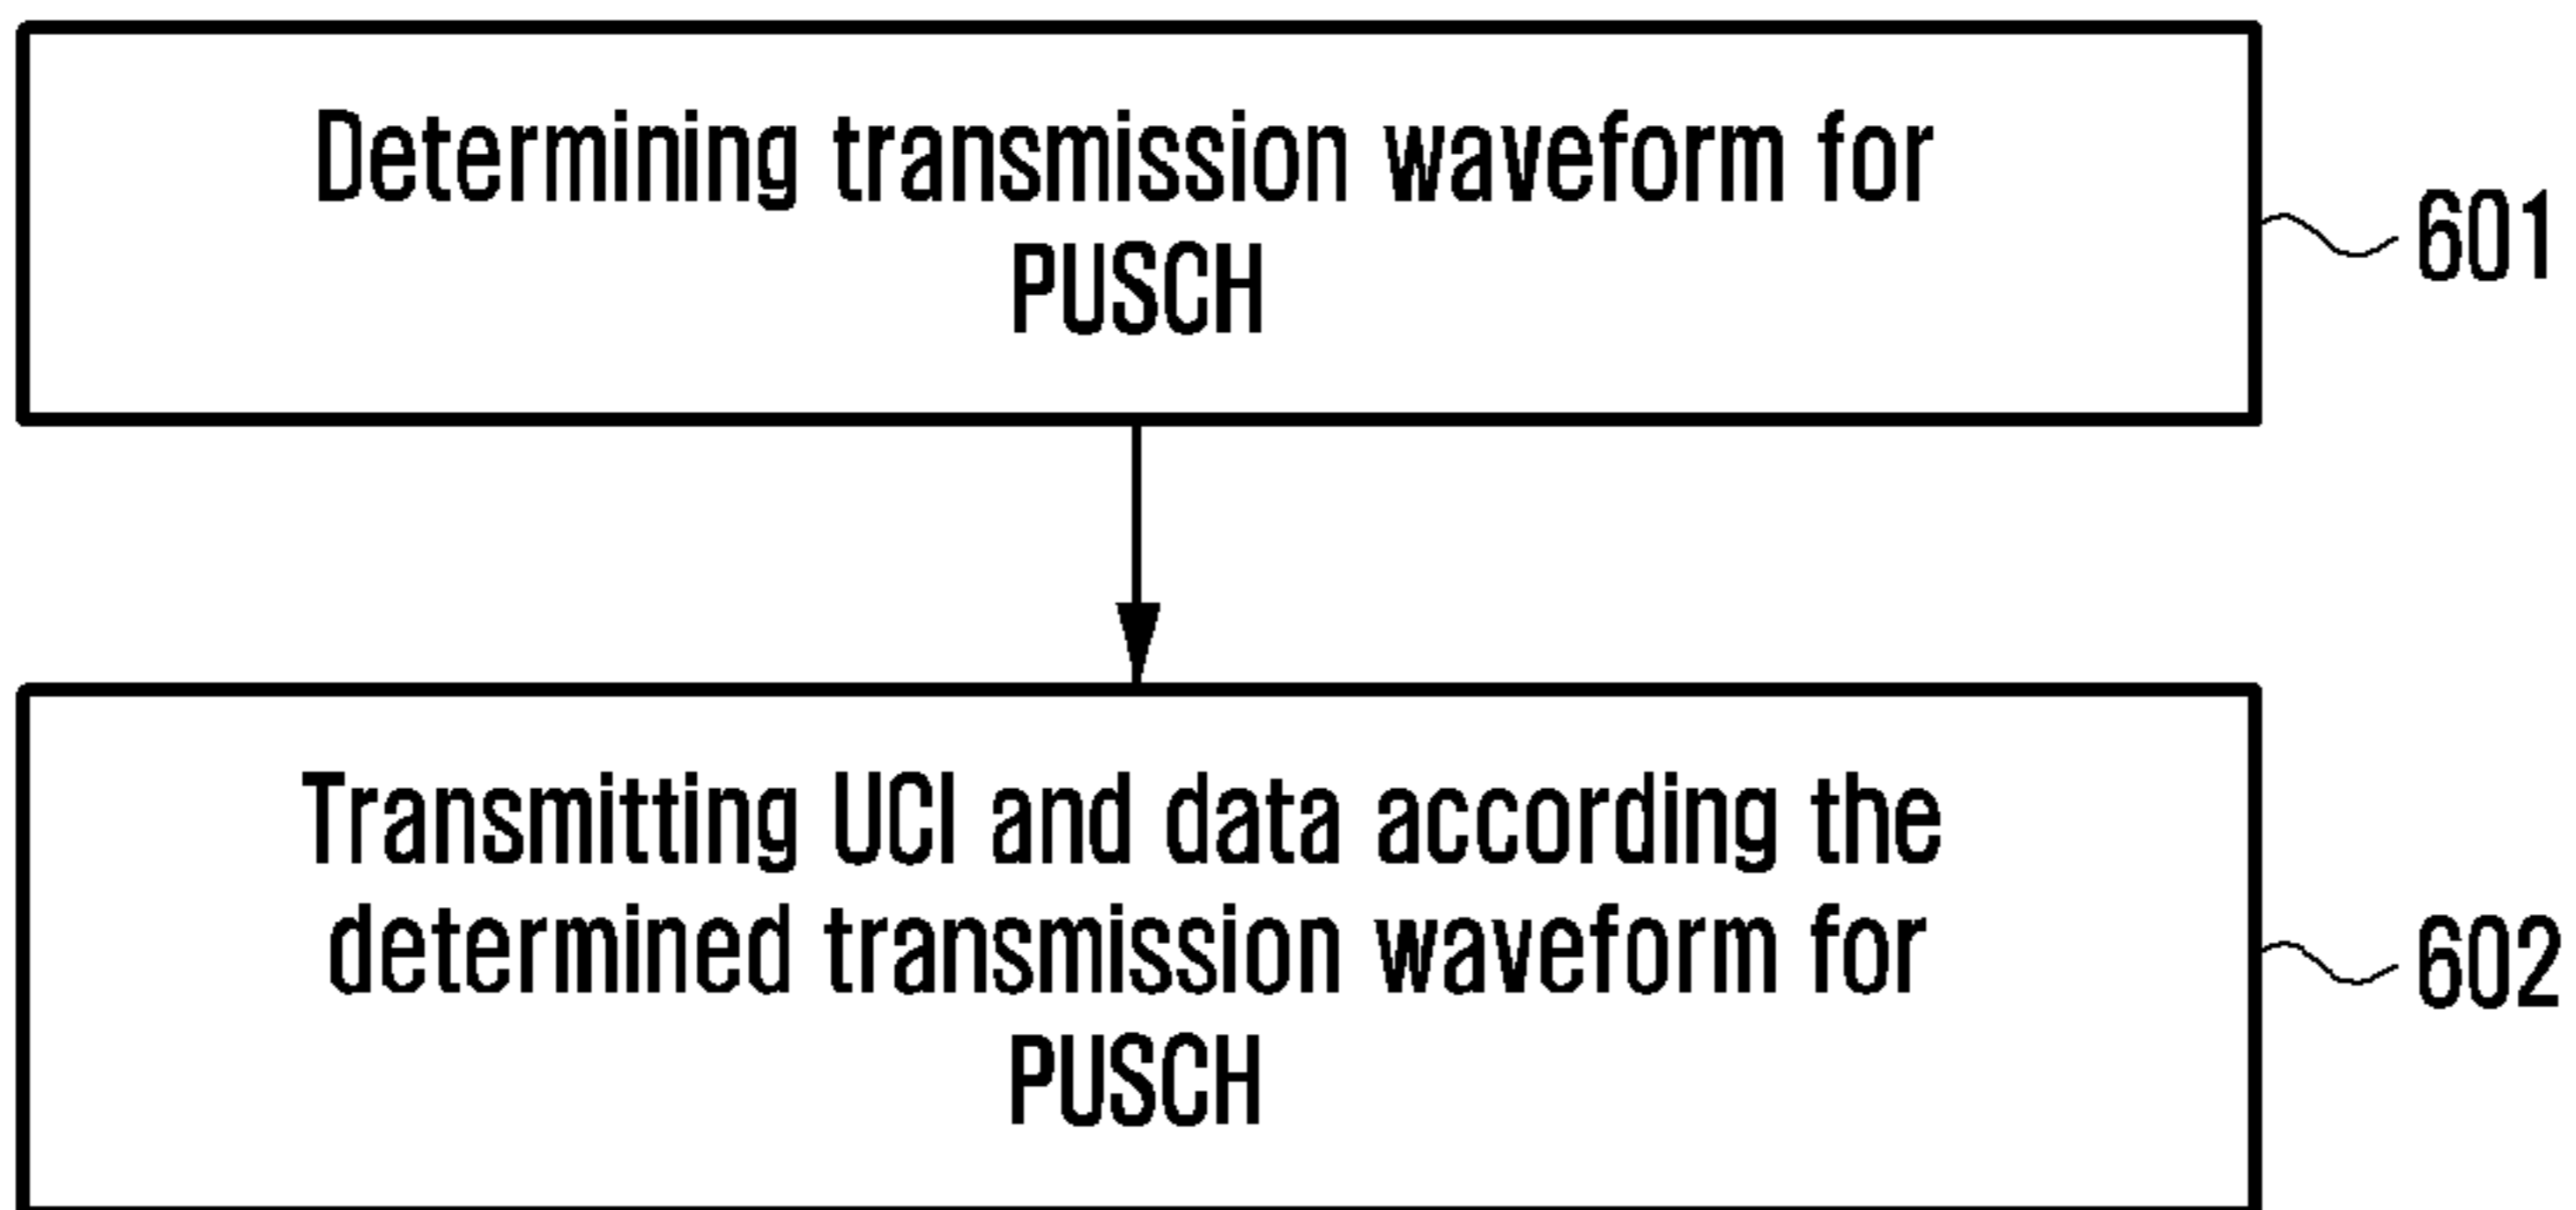 Determining transmission waveform for
PUSCH
601
Transmitting UCI and data according the
determined transmission waveform for
PUSCH
602